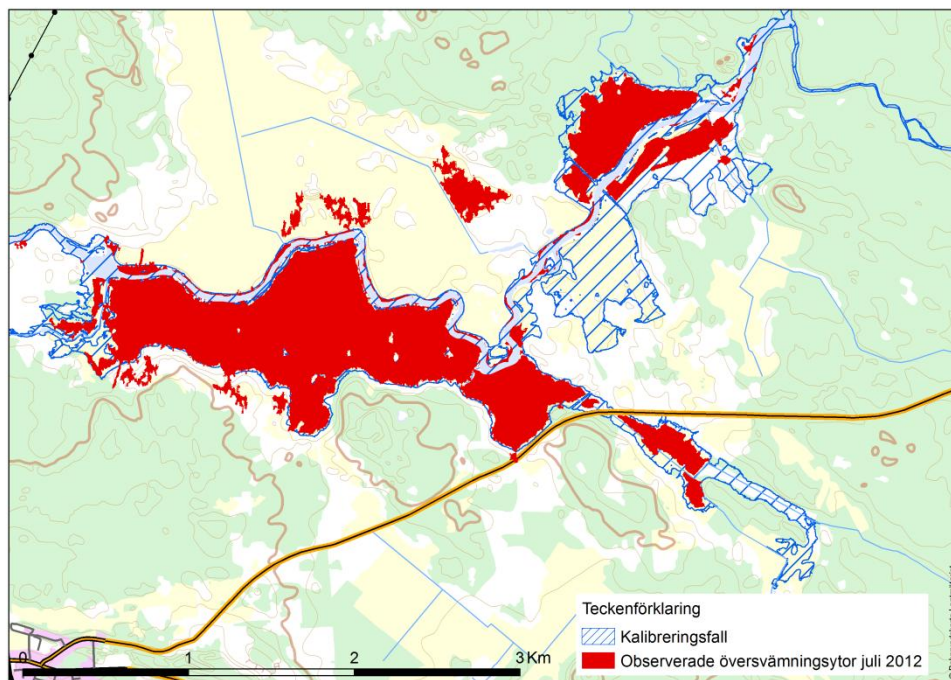 Teckenförklaring
Kalibreringsfall
Observerade översvämningsytor juli 2012
0 1 2 3 Km